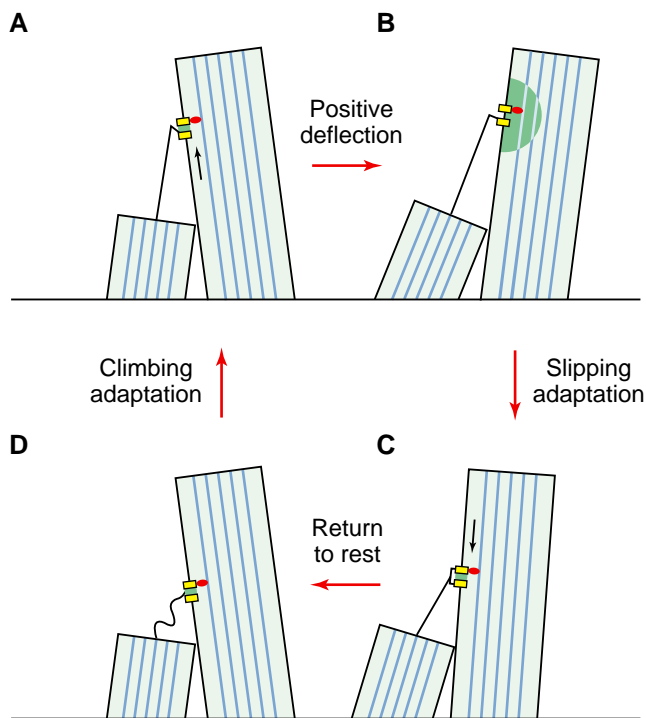 A
B
Positive
deflection
Climbing
adaptation
Slipping
adaptation
D
C
Return
to rest